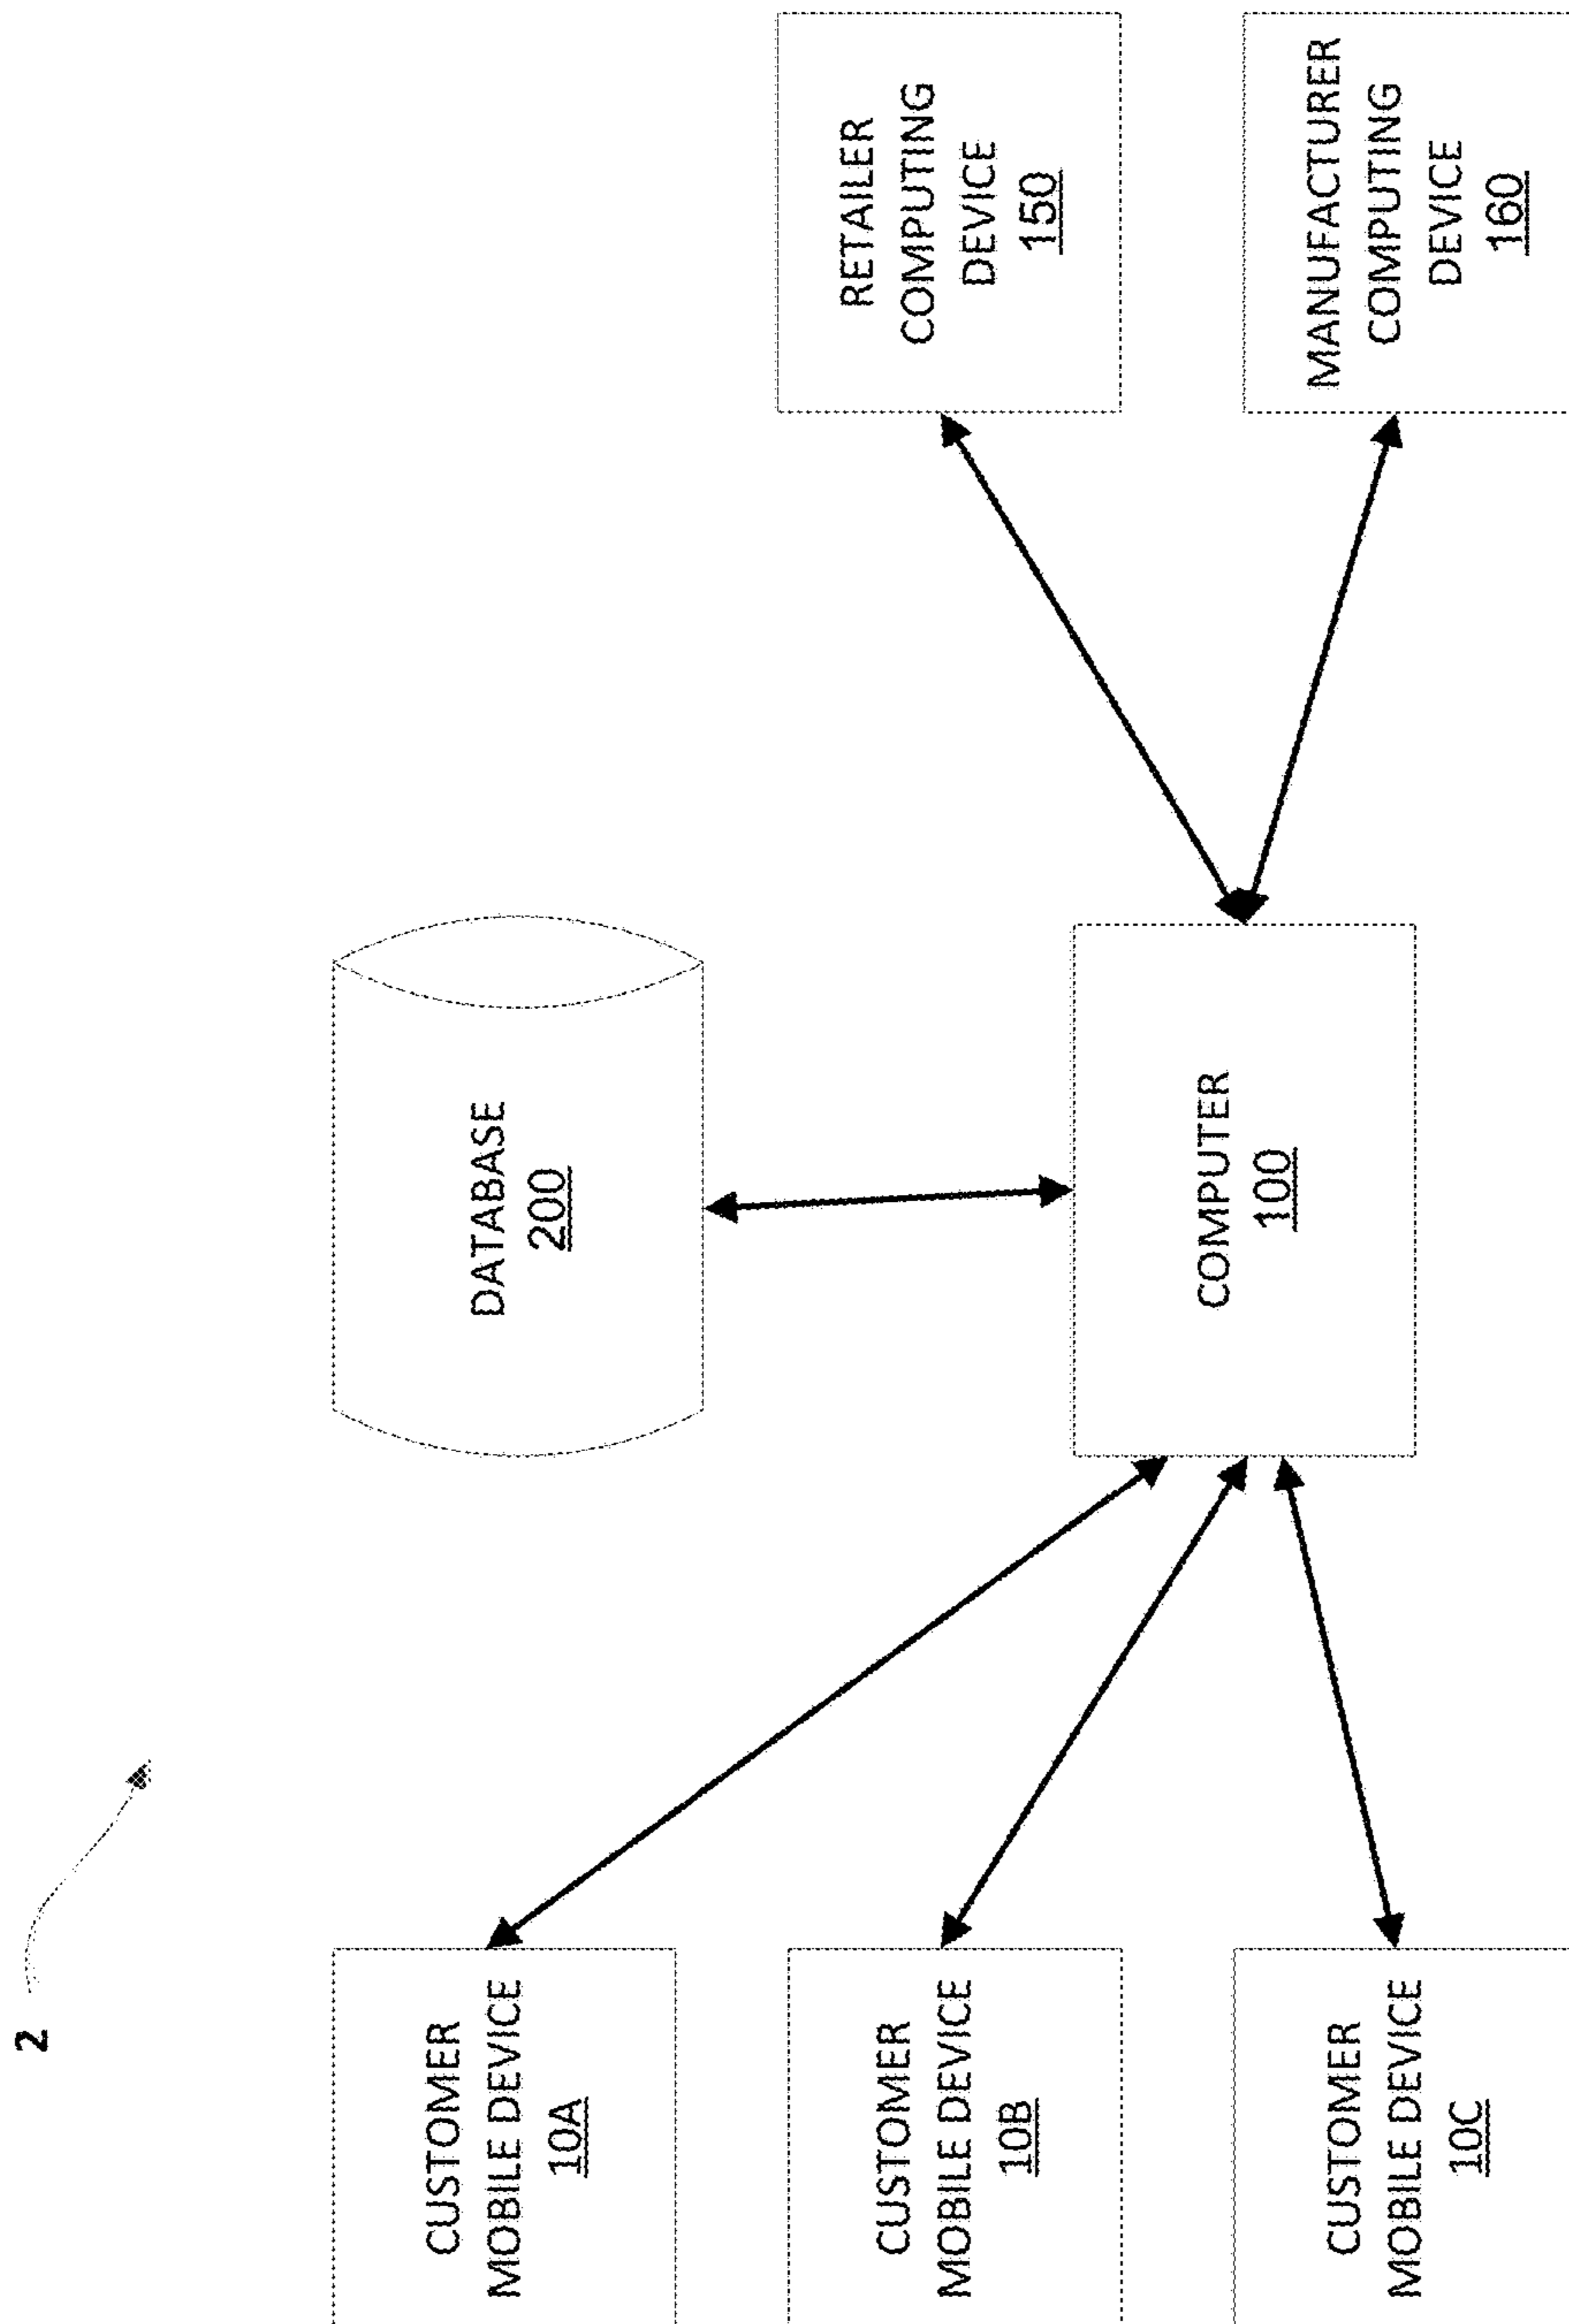 2
CUSTOMER
MOBILE DEVICE
10A
CUSTOMER
MOBILE DEVICE
10B
CUSTOMER
MOBILE DEVICE
10C
DATABASE
200
COMPUTER
100
RETAILER
COMPUTING
DEVICE
150
MANUFACTURER
COMPUTING
DEVICE
160